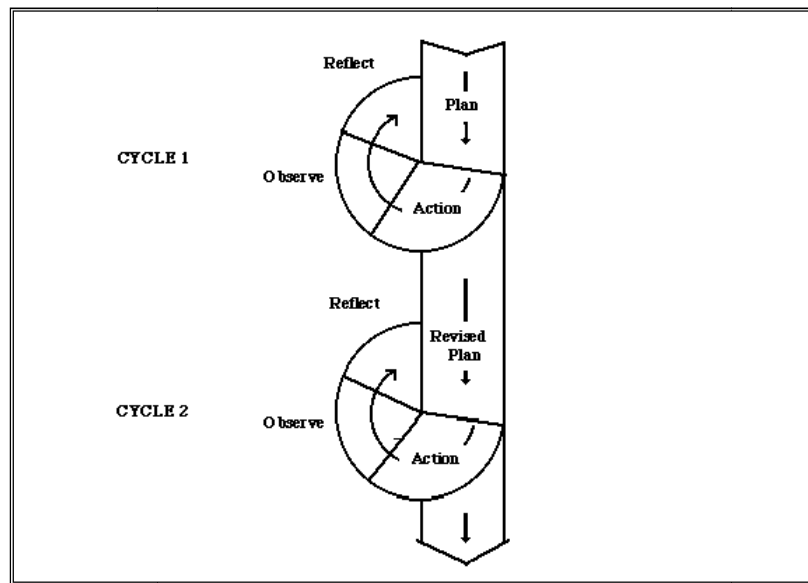 Reflect
Plan
CYCLE 1
Observe
Action
Reflect
Revised
Plan
CYCLE 2
Observe
Action